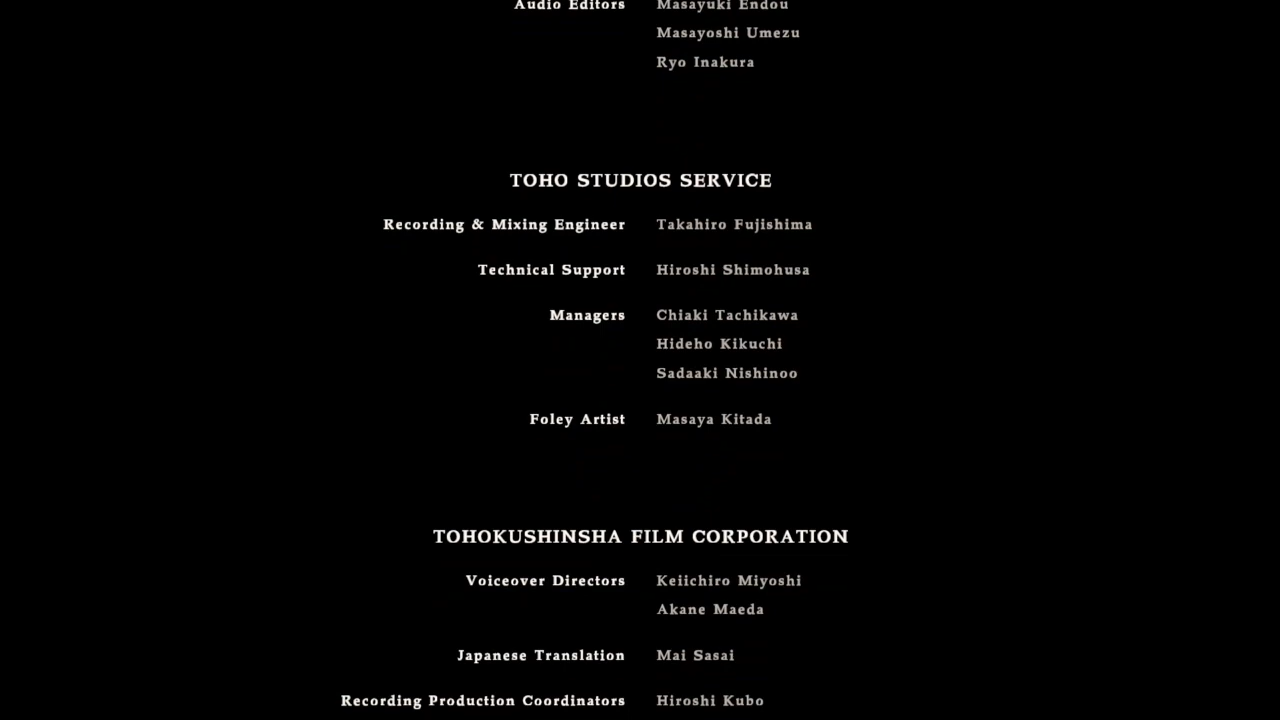 Audio Editors Masayuki Endou
Masayoshi Umezu
Ryo Inakura
TOHO STUDIOS SERVICE
Recording & Mixing Engineer Takahiro Fujishima
Technical Support Hiroshi Shimohusa
Managers Chiaki Tachikawa
Hideho Kikuchi
Sadaaki Nishinoo
Foley Artist Masaya Kitada
TOHOKUSHINSHA FILM CORPORATION
Voiceover Directors Keiichiro Miyoshi
Akane Maeda
Japanese Translation Mai Sasai
Recording Production Coordinators Hiroshi Kubo